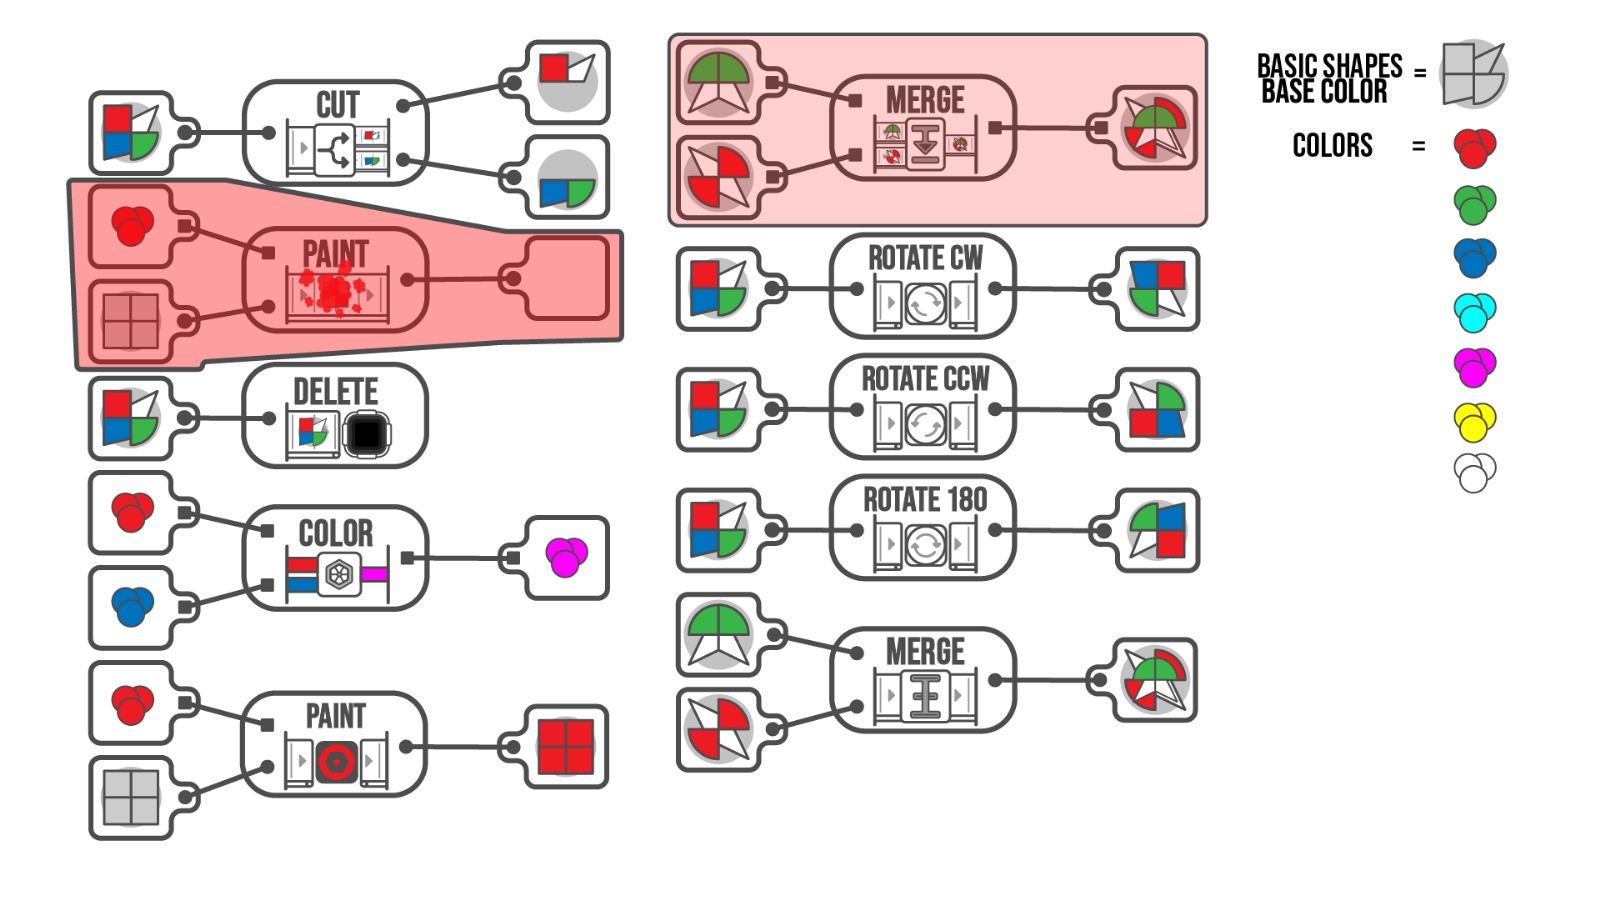 CUT
PAINT
DELETE
COLOR
PAINT
MERGE
ROTATE CW
ROTATE CCW
ROTATE 180
MERGE
BASIC SHAPES =
BASE COLOR
COLORS =